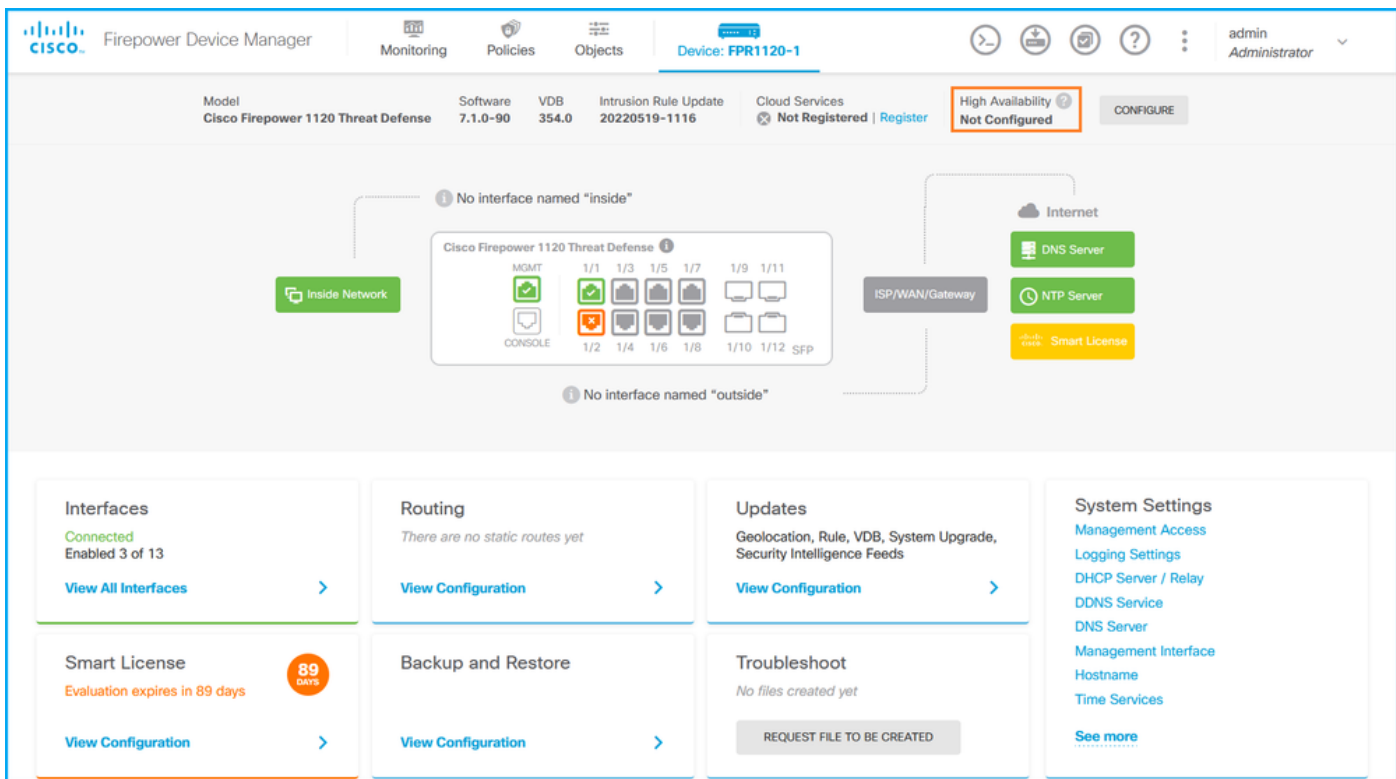 CISCO
Firepower Device Manager
Monitoring
Policies
Objects
Device: FPR1120-1
admin
Administrator
Model
Cisco Firepower 1120 Threat Defense
Software
7.1.0-90
VDB
354.0
Intrusion Rule Update
20220519-1116
Cloud Services
Not Registered | Register
High Availability ?
Not Configured
CONFIGURE
No interface named "inside"
Internet
Cisco Firepower 1120 Threat Defense
MGMT 1/1 1/3 1/5 1/7 1/9 1/11
CONSOLE 1/2 1/4 1/6 1/8 1/10 1/12 SFP
Inside Network
ISP/WAN/Gateway
DNS Server
NTP Server
Smart License
No interface named "outside"
Interfaces
Connected
Enabled 3 of 13
View All Interfaces
Routing
There are no static routes yet
View Configuration
Updates
Geolocation, Rule, VDB, System Upgrade,
Security Intelligence Feeds
View Configuration
System Settings
Management Access
Logging Settings
DHCP Server / Relay
DDNS Service
DNS Server
Management Interface
Hostname
Time Services
See more
Smart License
Evaluation expires in 89 days
89
DAYS
View Configuration
Backup and Restore
View Configuration
Troubleshoot
No files created yet
REQUEST FILE TO BE CREATED